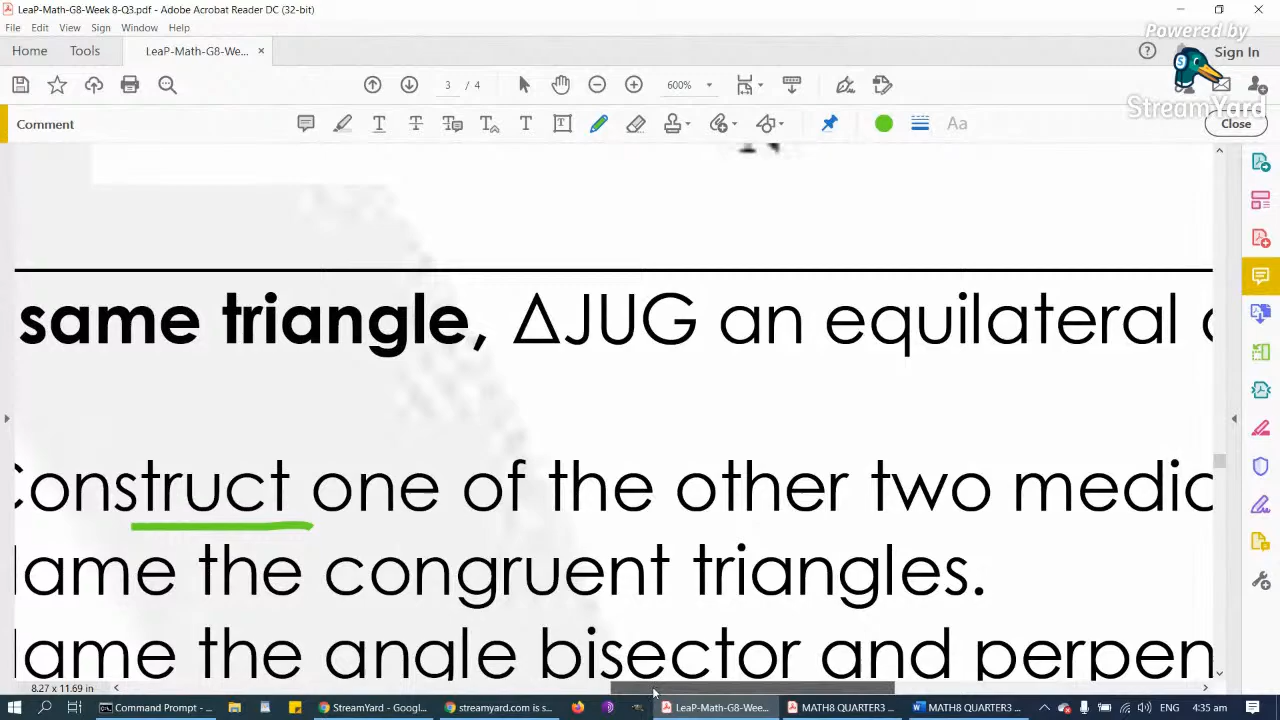 LeaP-Math-G8-Week 8-Q3.pdf - Adobe Acrobat Reader DC (32-bit)
File Edit View Sign Window Help
Powered by
StreamYard
Home Tools LeaP-Math-G8-We... × Sign In
3 / 4 600%
Comment Close
same triangle, ΔJUG an equilateral
Construct one of the other two media
ame the congruent triangles.
ame the angle bisector and perpen
8.27 x 11.69 in
Command Prompt - ... StreamYard - Googl... streamyard.com is s... LeaP-Math-G8-Wee... MATH8 QUARTER3 ... MATH8 QUARTER3 ... ENG 4:35 am